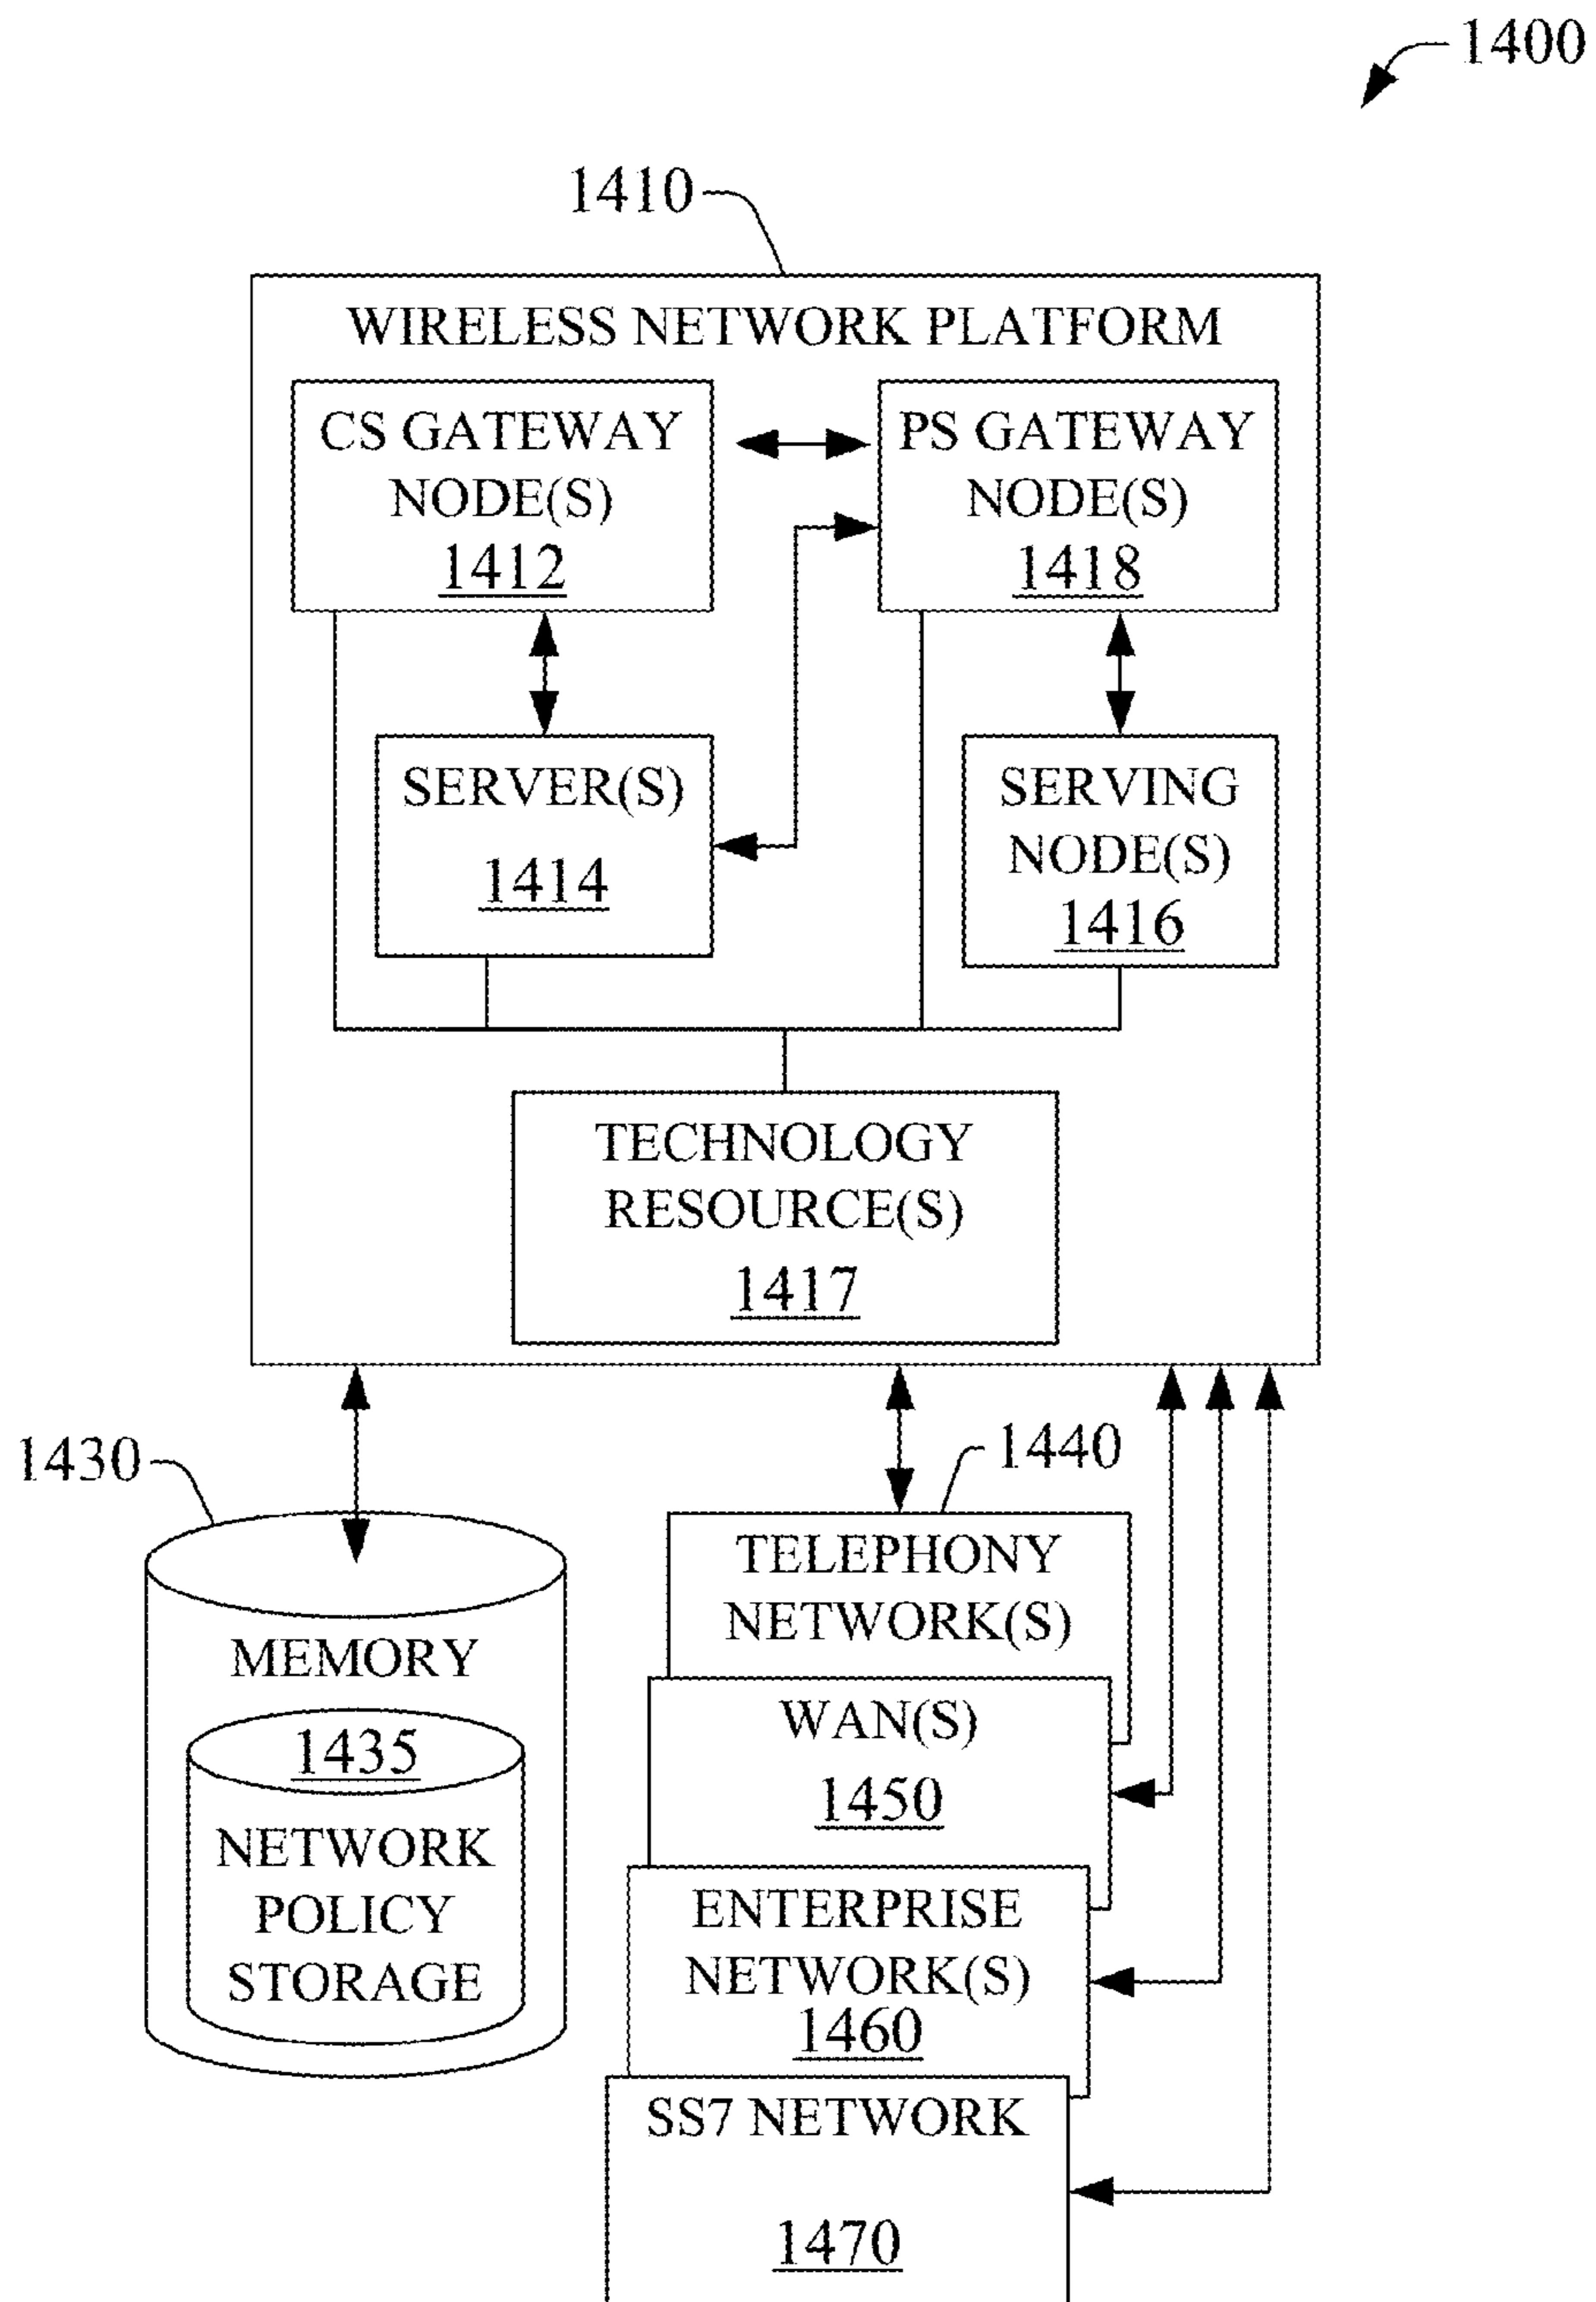 1400
1410
WIRELESS NETWORK PLATFORM
CS GATEWAY
NODE(S)
1412
PS GATEWAY
NODE(S)
1418
SERVER(S)
1414
SERVING
NODE(S)
1416
TECHNOLOGY
RESOURCE(S)
1417
1430
MEMORY
1435
NETWORK
POLICY
STORAGE
1440
TELEPHONY
NETWORK(S)
WAN(S)
1450
ENTERPRISE
NETWORK(S)
1460
SS7 NETWORK
1470